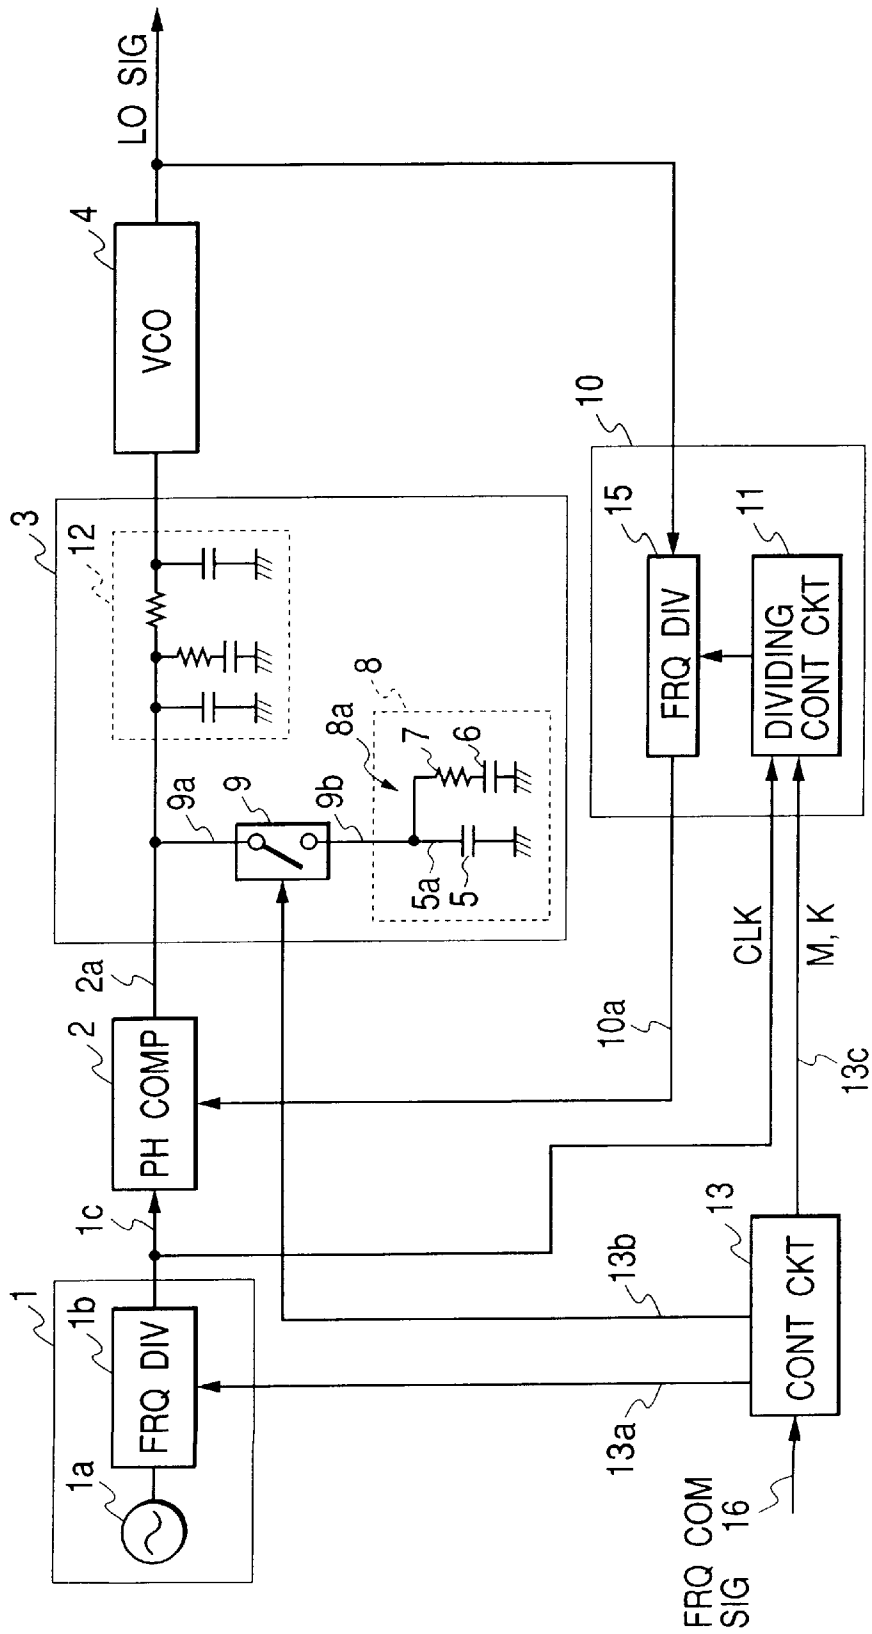 LO SIG
4
VCO
3
12
10
15
11
FRQ DIV
DIVIDING
CONT CKT
8
8a
7
6
9a
9
9b
5a
5
2a
2
PH COMP
10a
CLK
M, K
13c
1c
1
1b
FRQ DIV
1a
13b
13
CONT CKT
13a
FRQ COM
SIG 16